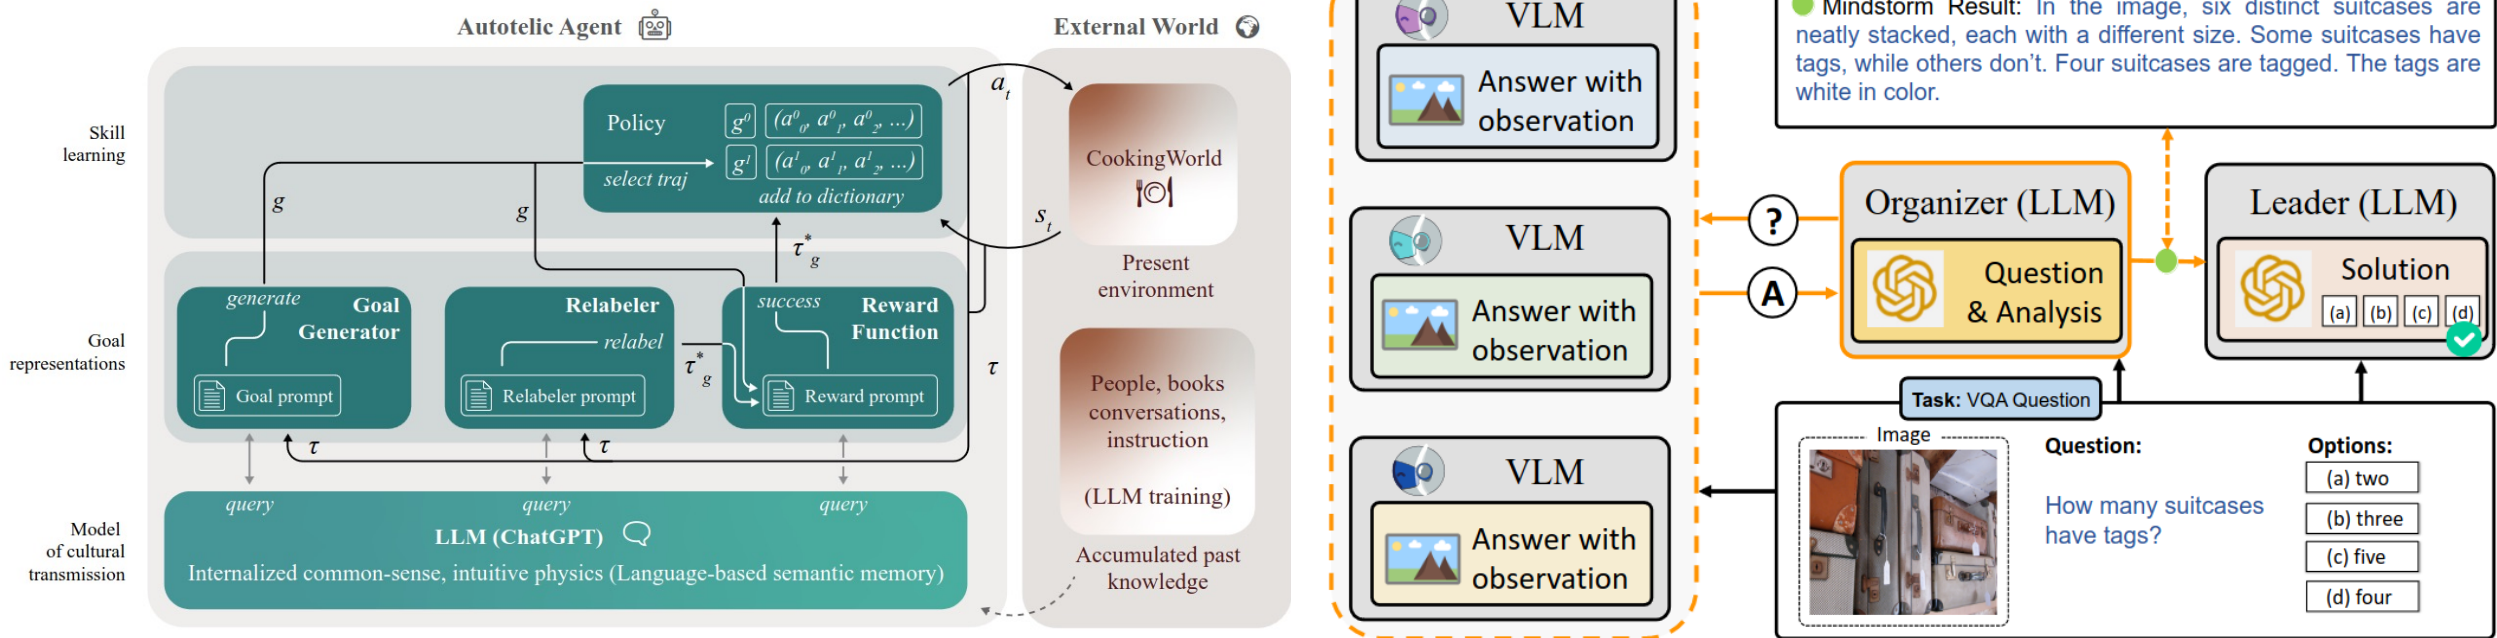 Autotelic Agent
External World
Skill
learning
Policy
g⁰ (a⁰₀, a⁰₁, a⁰₂, ...)
g¹ (a¹₀, a¹₁, a¹₂, ...)
select traj
add to dictionary
g
g
aₜ
sₜ
CookingWorld
Present
environment
τ*g
Goal
representations
generate
Goal
Generator
Goal prompt
Relabeler
relabel
Relabeler prompt
τ*g
success
Reward
Function
Reward prompt
τ
τ
τ
People, books
conversations,
instruction
(LLM training)
Accumulated past
knowledge
Model
of cultural
transmission
query
query
query
LLM (ChatGPT)
Internalized common-sense, intuitive physics (Language-based semantic memory)
VLM
Answer with
observation
VLM
Answer with
observation
VLM
Answer with
observation
?
A
Mindstorm Result: In the image, six distinct suitcases are
neatly stacked, each with a different size. Some suitcases have
tags, while others don't. Four suitcases are tagged. The tags are
white in color.
Organizer (LLM)
Question
& Analysis
Leader (LLM)
Solution
(a) (b) (c) (d)
Task: VQA Question
Image
Question:
How many suitcases
have tags?
Options:
(a) two
(b) three
(c) five
(d) four